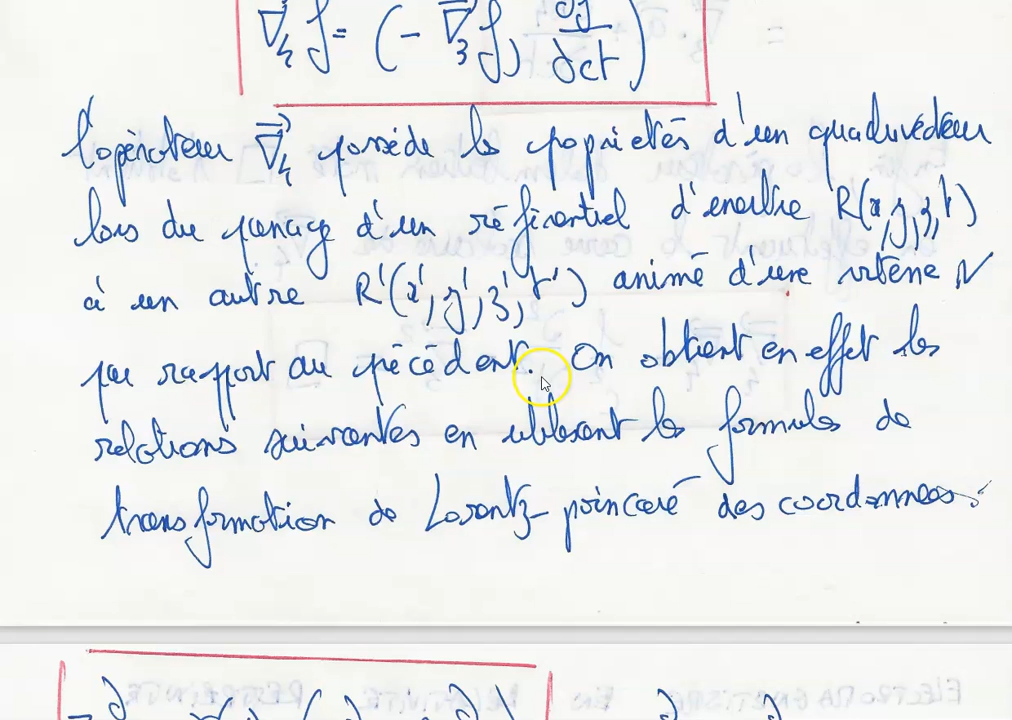 ∇⃗₄ f = (− ∇⃗₃ f, ∂f/∂ct)
l'opérateur ∇⃗₄ possède les propriétés d'un quadrivecteur
lors du passage d'un référentiel d'inertie R(x,y,z,t)
à un autre R'(x',y',z',t') animé d'une vitesse v
par rapport au précédent. On obtient en effet les
relations suivantes en utilisant les formules de
transformation de Lorentz-poincaré des coordonnées: